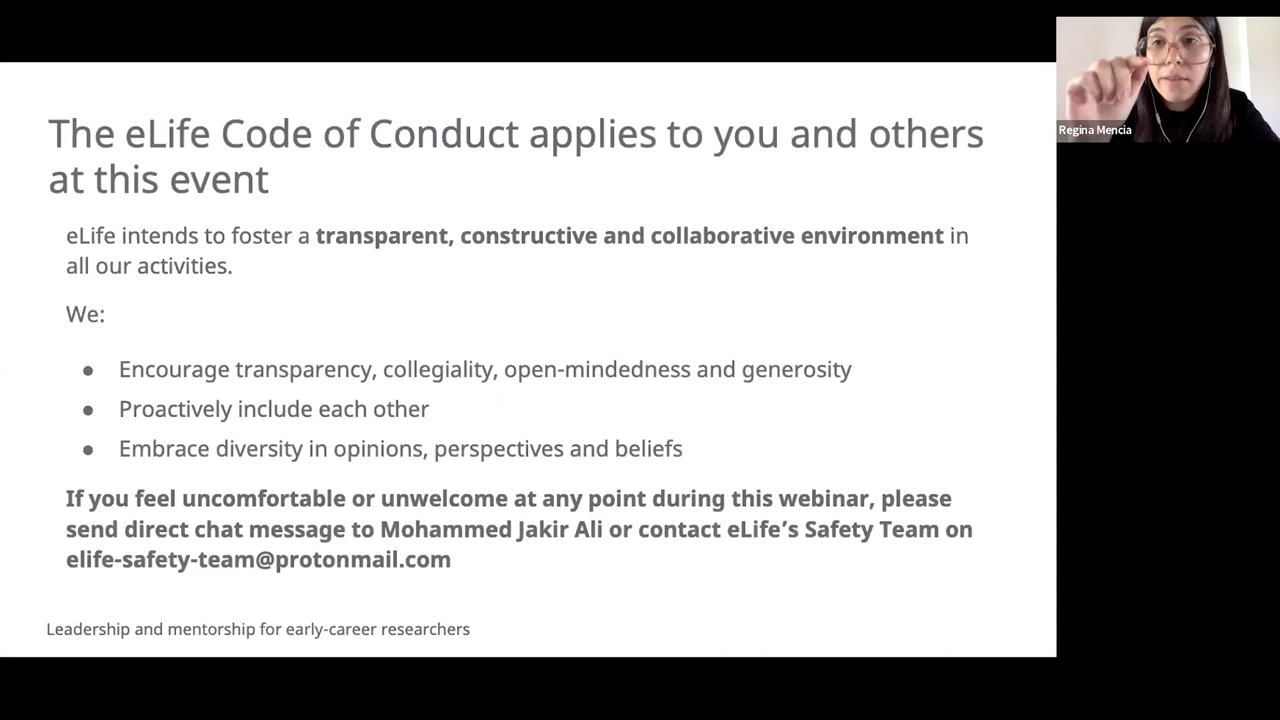 The eLife Code of Conduct applies to you and others
at this event
eLife intends to foster a transparent, constructive and collaborative environment in
all our activities.
We:
● Encourage transparency, collegiality, open-mindedness and generosity
● Proactively include each other
● Embrace diversity in opinions, perspectives and beliefs
If you feel uncomfortable or unwelcome at any point during this webinar, please
send direct chat message to Mohammed Jakir Ali or contact eLife’s Safety Team on
elife-safety-team@protonmail.com
Leadership and mentorship for early-career researchers
Regina Mencia